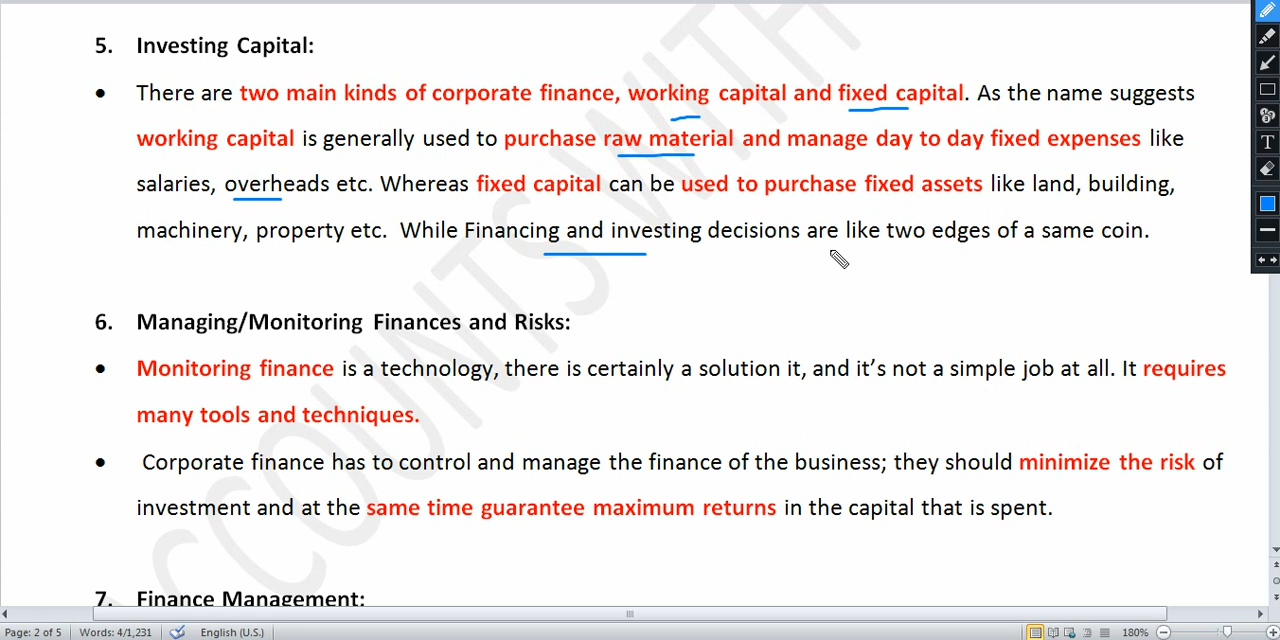 5. Investing Capital:
• There are two main kinds of corporate finance, working capital and fixed capital. As the name suggests
working capital is generally used to purchase raw material and manage day to day fixed expenses like
salaries, overheads etc. Whereas fixed capital can be used to purchase fixed assets like land, building,
machinery, property etc. While Financing and investing decisions are like two edges of a same coin.
6. Managing/Monitoring Finances and Risks:
• Monitoring finance is a technology, there is certainly a solution it, and it's not a simple job at all. It requires
many tools and techniques.
• Corporate finance has to control and manage the finance of the business; they should minimize the risk of
investment and at the same time guarantee maximum returns in the capital that is spent.
7. Finance Management:
ACCOUNTS WITH
Page: 2 of 5 Words: 4/1,231 English (U.S.) 180%
T